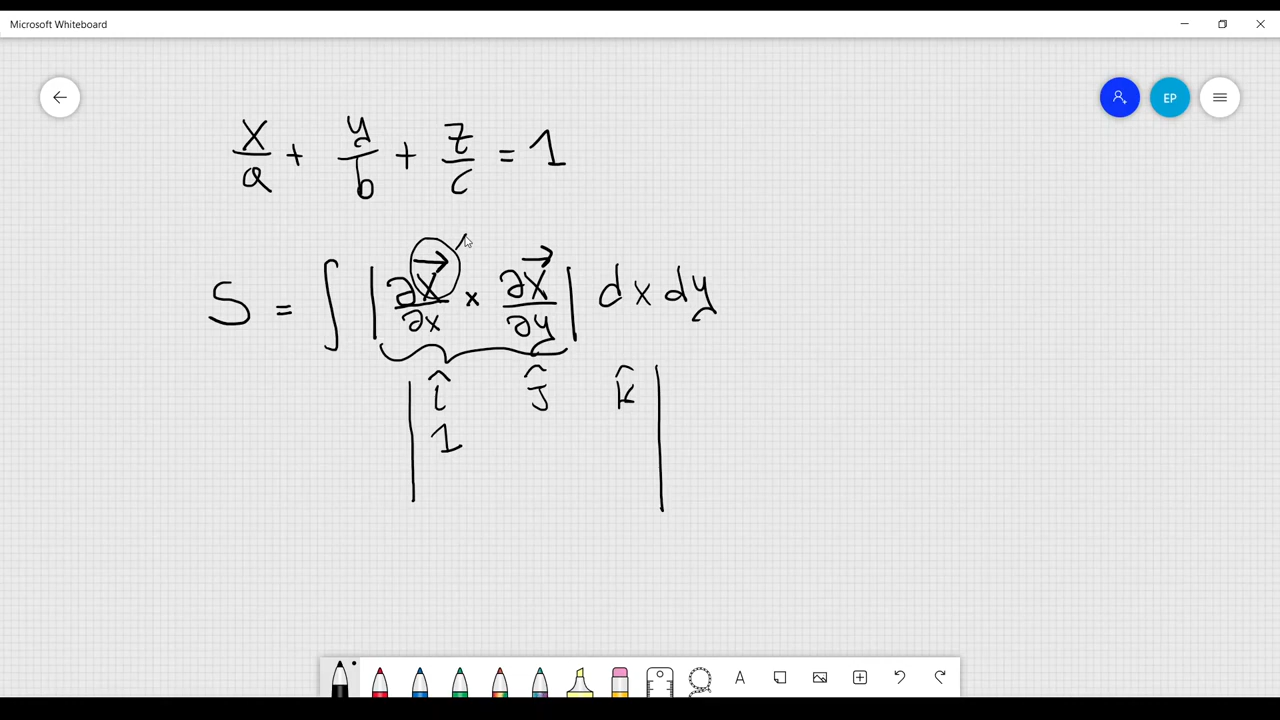 Microsoft Whiteboard
EP
x/a + y/b + z/c = 1
S = ∫ |∂X⃗/∂x × ∂X⃗/∂y| dx dy
î ĵ k̂
1
A